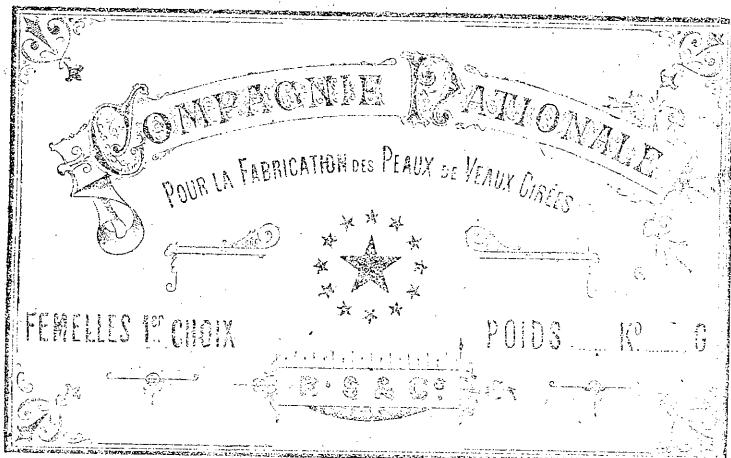 COMPAGNIE NATIONALE
POUR LA FABRICATION DES PEAUX DE VEAUX CIRÉES
FEMELLES 1er CHOIX
POIDS K° G
& C°